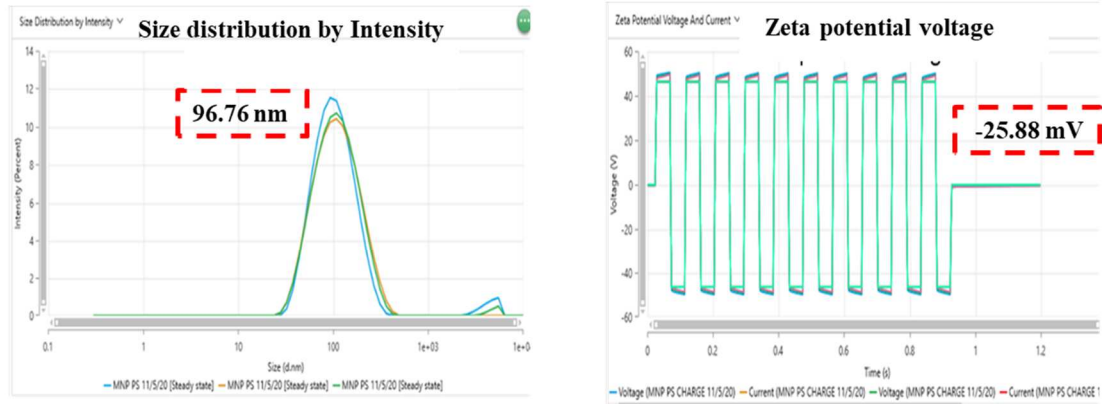 Size Distribution by Intensity
Size distribution by Intensity
14
12
10
8
6
4
2
0
Intensity (Percent)
96.76 nm
0.1 1 10 100 1e+03 1e+0
Size (d.nm)
MNP PS 11/5/20 [Steady state] MNP PS 11/5/20 [Steady state] MNP PS 11/5/20 [Steady state]
Zeta Potential Voltage And Current
Zeta potential voltage
60
40
20
0
-20
-40
-60
Voltage (V)
-25.88 mV
0 0.2 0.4 0.6 0.8 1 1.2
Time (s)
Voltage (MNP PS CHARGE 11/5/20) Current (MNP PS CHARGE 11/5/20) Voltage (MNP PS CHARGE 11/5/20) Current (MNP PS CHARGE 1